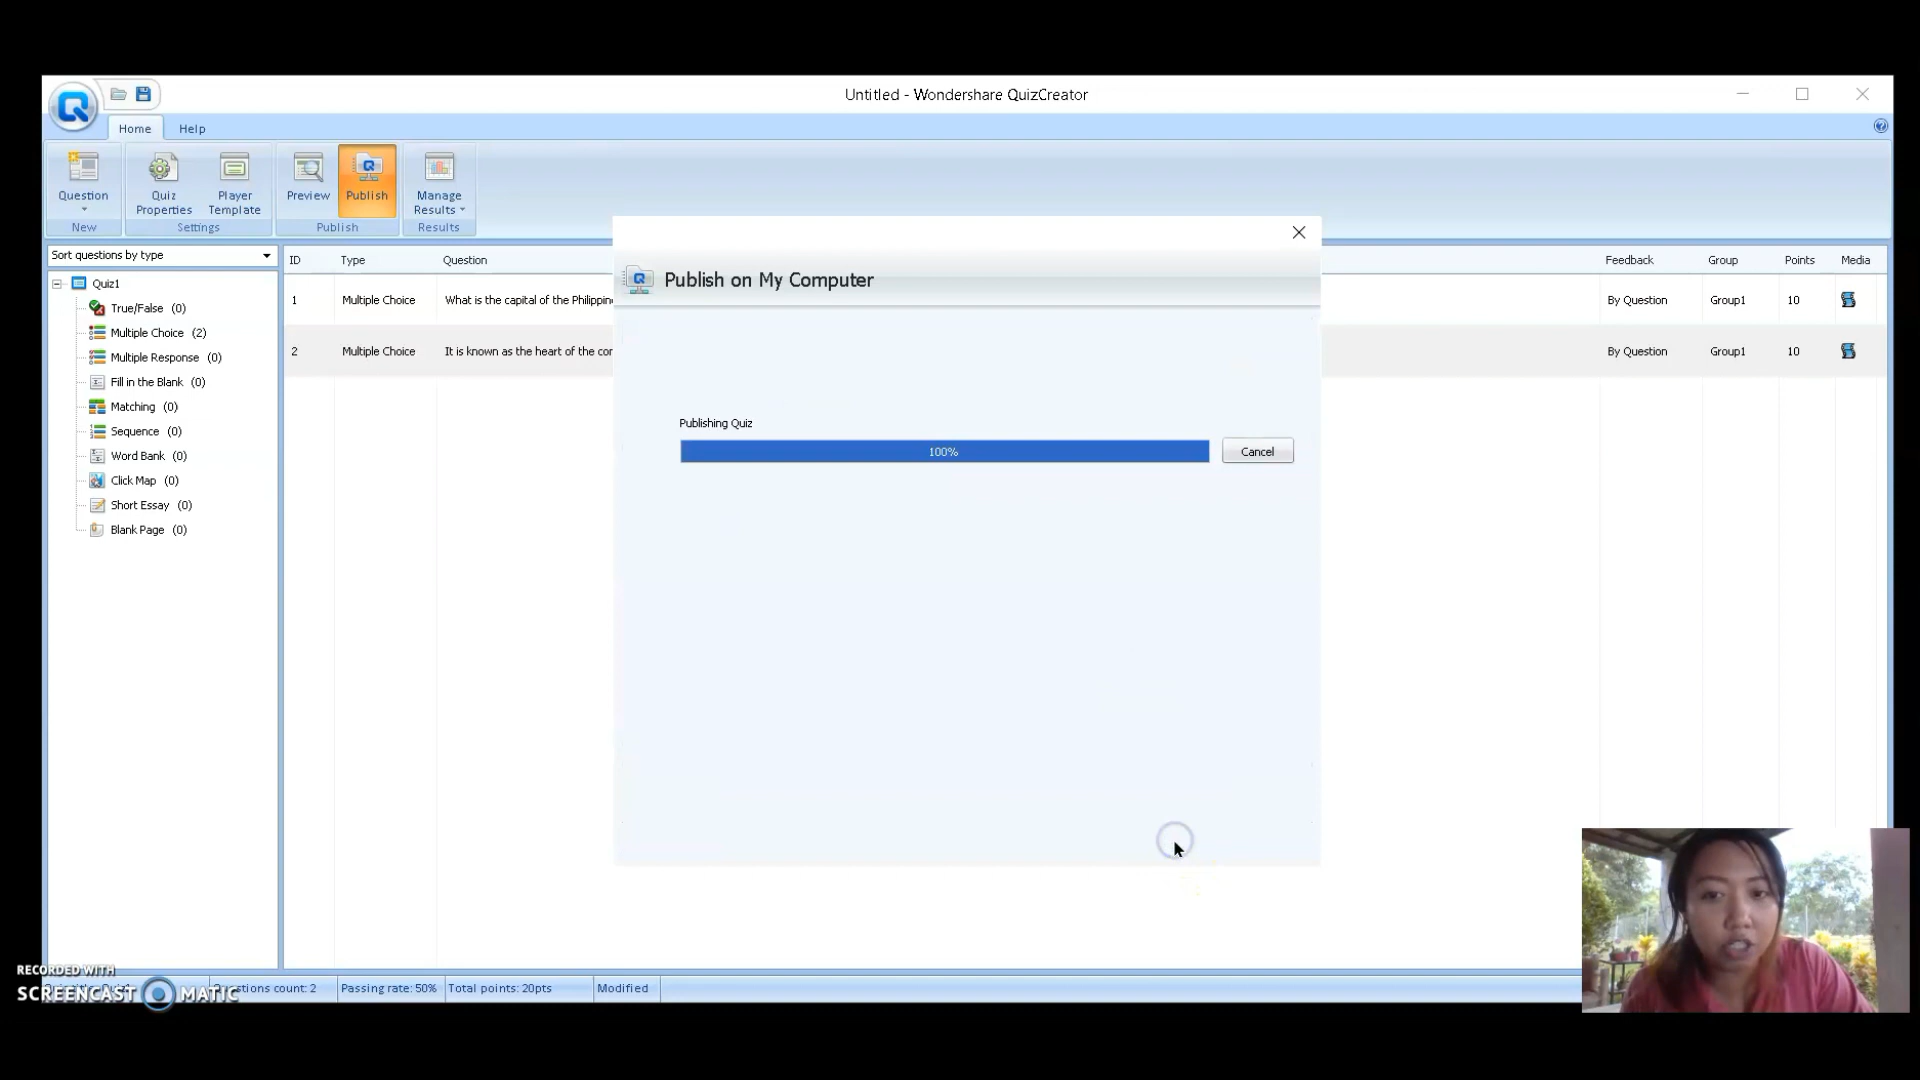 Untitled - Wondershare QuizCreator
Home Help
Question
Quiz Properties
Player Template
Preview
Publish
Manage Results
New
Settings
Publish
Results
Sort questions by type
Quiz1
True/False (0)
Multiple Choice (2)
Multiple Response (0)
Fill in the Blank (0)
Matching (0)
Sequence (0)
Word Bank (0)
Click Map (0)
Short Essay (0)
Blank Page (0)
ID Type Question Feedback Group Points Media
1 Multiple Choice What is the capital of the Philippin By Question Group1 10
2 Multiple Choice It is known as the heart of the cor By Question Group1 10
Publish on My Computer
Publishing Quiz
100%
Cancel
RECORDED WITH
SCREENCAST MATIC
stions count: 2 Passing rate: 50% Total points: 20pts Modified